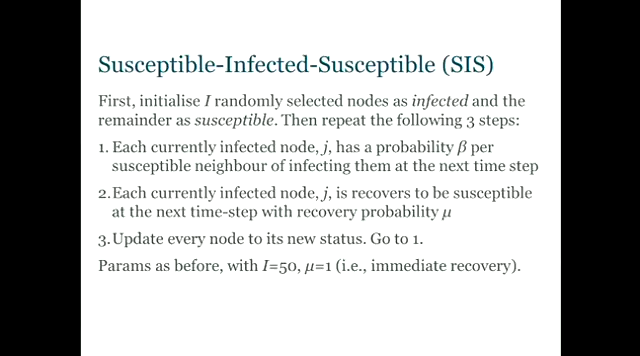 Susceptible-Infected-Susceptible (SIS)
First, initialise I randomly selected nodes as infected and the
remainder as susceptible. Then repeat the following 3 steps:
1. Each currently infected node, j, has a probability β per
susceptible neighbour of infecting them at the next time step
2. Each currently infected node, j, is recovers to be susceptible
at the next time-step with recovery probability μ
3. Update every node to its new status. Go to 1.
Params as before, with I=50, μ=1 (i.e., immediate recovery).